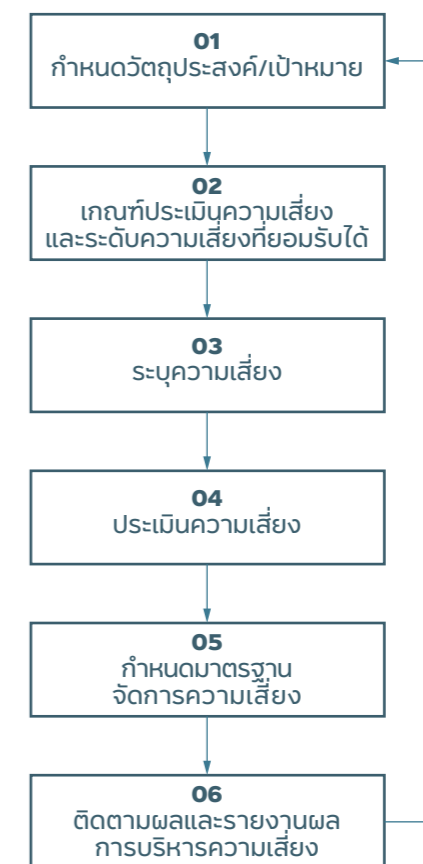 01
กำหนดวัตถุประสงค์/เป้าหมาย
02
เกณฑ์ประเมินความเสี่ยง
และระดับความเสี่ยงที่ยอมรับได้
03
ระบุความเสี่ยง
04
ประเมินความเสี่ยง
05
กำหนดมาตรฐาน
จัดการความเสี่ยง
06
ติดตามผลและรายงานผล
การบริหารความเสี่ยง